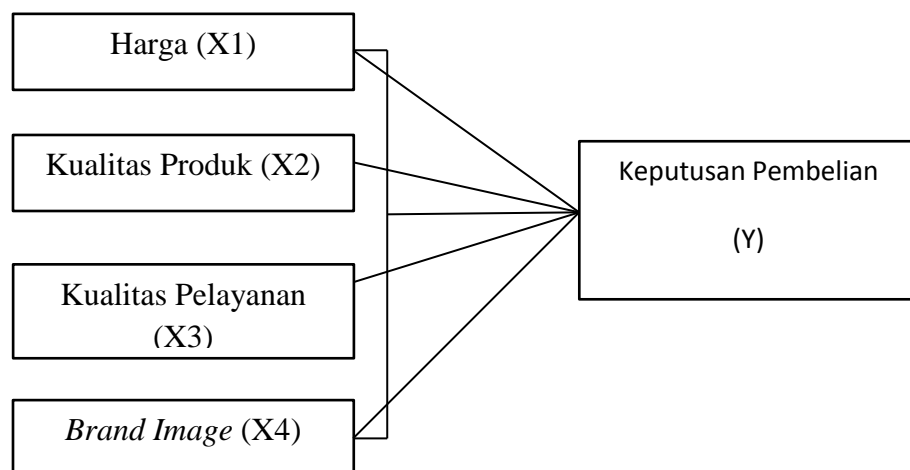 Harga (X1)
Kualitas Produk (X2)
Kualitas Pelayanan
(X3)
Brand Image (X4)
Keputusan Pembelian
(Y)